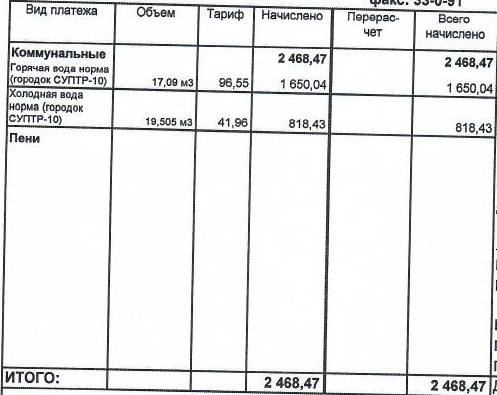 факс: 33-0-91
Вид платежа Объем Тариф Начислено Перерас-чет Всего начислено
Коммунальные 2 468,47 2 468,47
Горячая вода норма
(городок СУПТР-10) 17,09 м3 96,55 1 650,04 1 650,04
Холодная вода
норма (городок
СУПТР-10) 19,505 м3 41,96 818,43 818,43
Пени
ИТОГО: 2 468,47 2 468,47